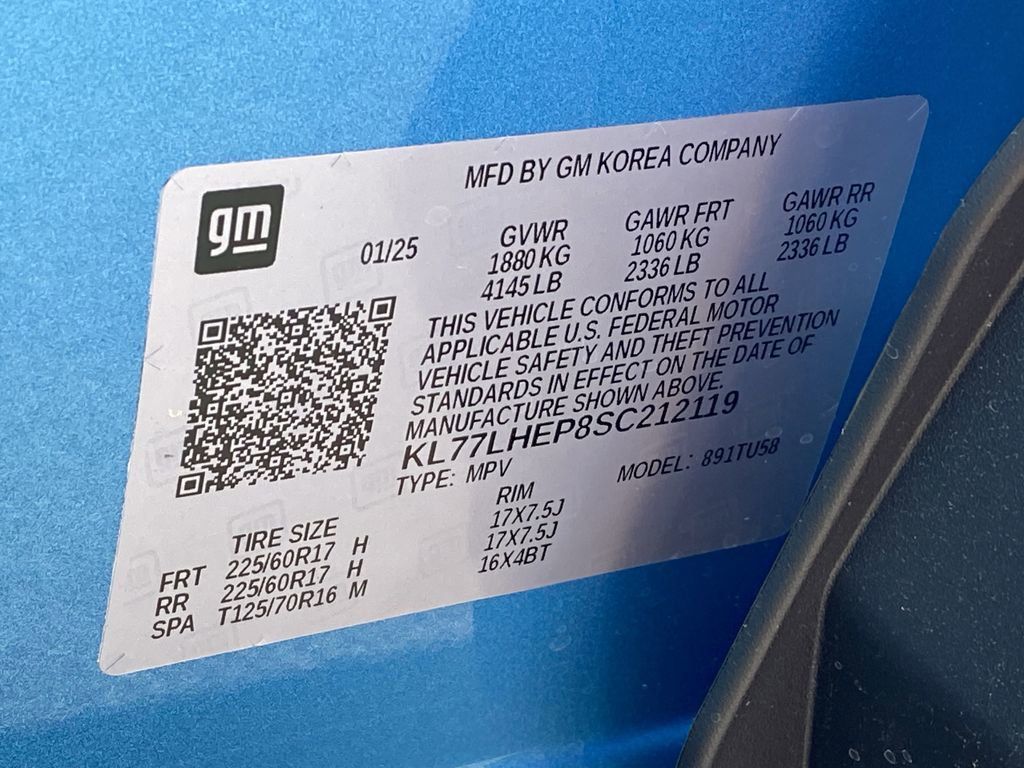 gm
MFD BY GM KOREA COMPANY
01/25
GVWR GAWR FRT GAWR RR
1880 KG 1060 KG 1060 KG
4145 LB 2336 LB 2336 LB
THIS VEHICLE CONFORMS TO ALL
APPLICABLE U.S. FEDERAL MOTOR
VEHICLE SAFETY AND THEFT PREVENTION
STANDARDS IN EFFECT ON THE DATE OF
MANUFACTURE SHOWN ABOVE.
KL77LHEP8SC212119
TYPE: MPV MODEL: 891TU58
TIRE SIZE RIM
FRT 225/60R17 H 17X7.5J
RR 225/60R17 H 17X7.5J
SPA T125/70R16 M 16X4BT